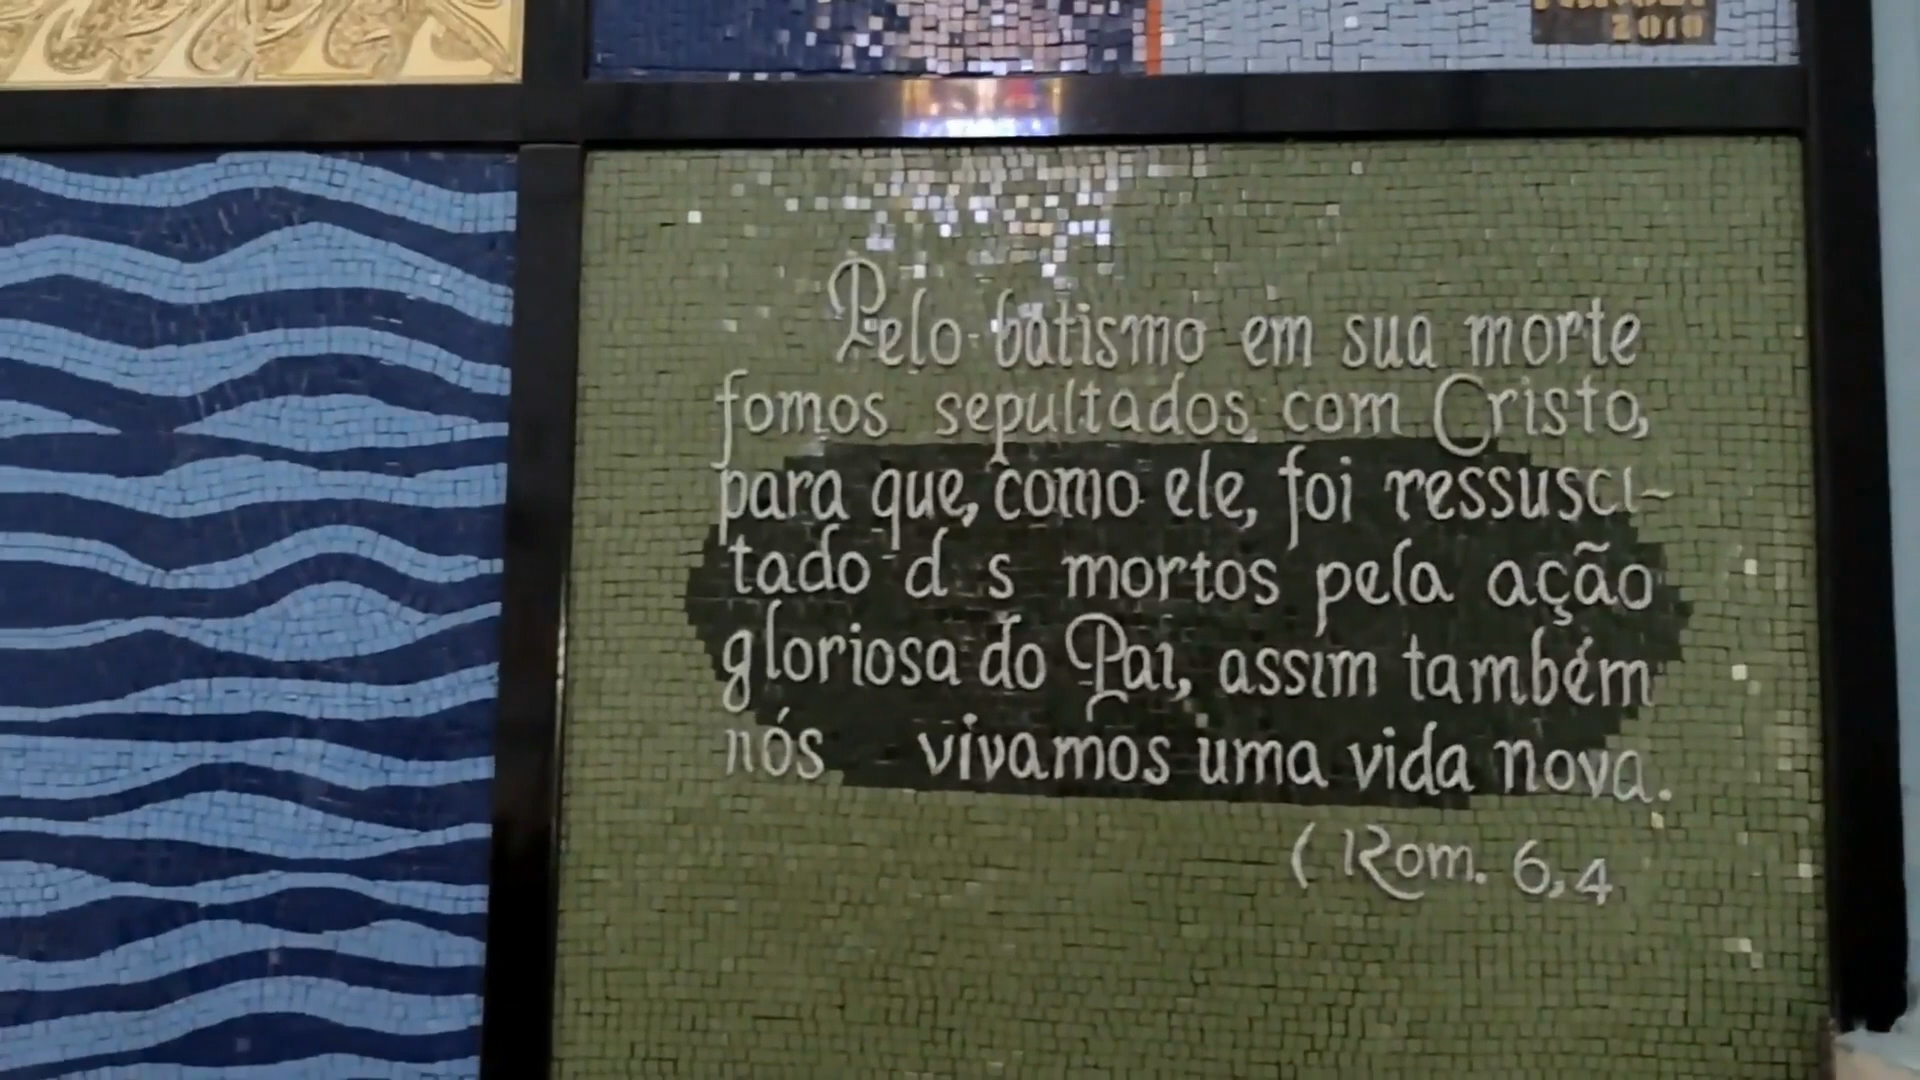 2010
Pelo batismo em sua morte
fomos sepultados com Cristo,
para que, como ele, foi ressusci-
tado d s mortos pela ação
gloriosa do Pai, assim também
nós vivamos uma vida nova.
( Rom. 6,4